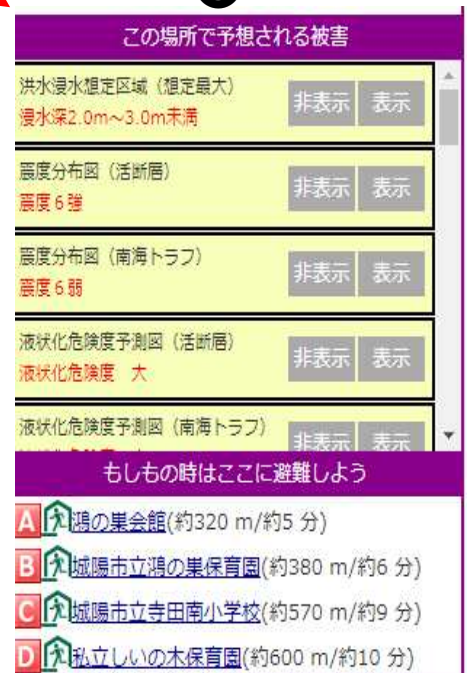 この場所で予想される被害
洪水浸水想定区域（想定最大）
浸水深2.0m～3.0m未満
非表示 表示
震度分布図（活断層）
震度６強
非表示 表示
震度分布図（南海トラフ）
震度６弱
非表示 表示
液状化危険度予測図（活断層）
液状化危険度　大
非表示 表示
液状化危険度予測図（南海トラフ）
非表示 表示
もしもの時はここに避難しよう
A 鴻の巣会館(約320 m/約5 分)
B 城陽市立鴻の巣保育園(約380 m/約6 分)
C 城陽市立寺田南小学校(約570 m/約9 分)
D 私立しいの木保育園(約600 m/約10 分)